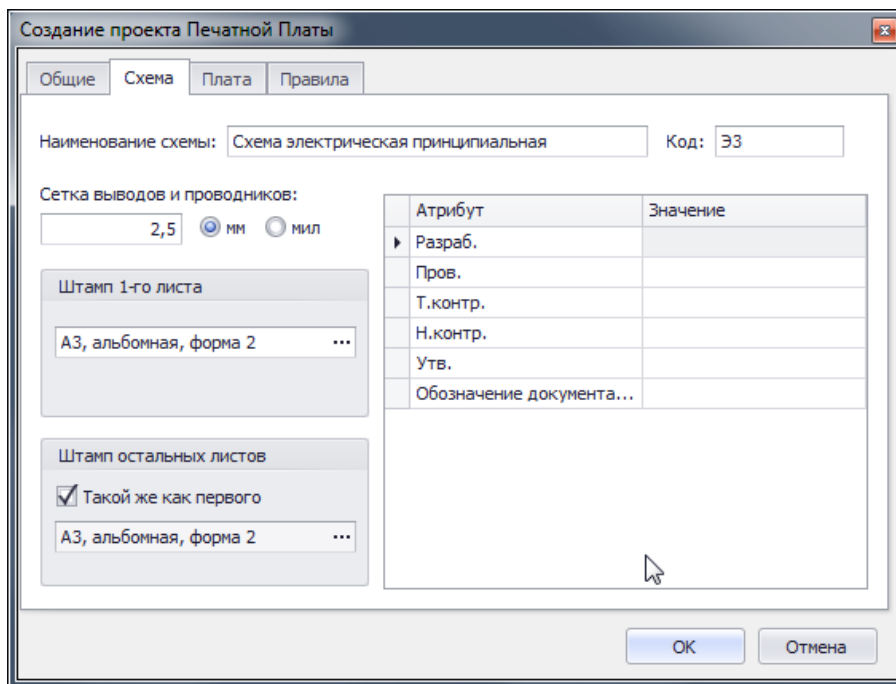 Создание проекта Печатной Платы
Общие Схема Плата Правила
Наименование схемы: Схема электрическая принципиальная Код: Э3
Сетка выводов и проводников:
2,5 мм мил
Штамп 1-го листа
А3, альбомная, форма 2 ...
Штамп остальных листов
Такой же как первого
А3, альбомная, форма 2 ...
Атрибут Значение
Разраб.
Пров.
Т.контр.
Н.контр.
Утв.
Обозначение документа...
OK Отмена